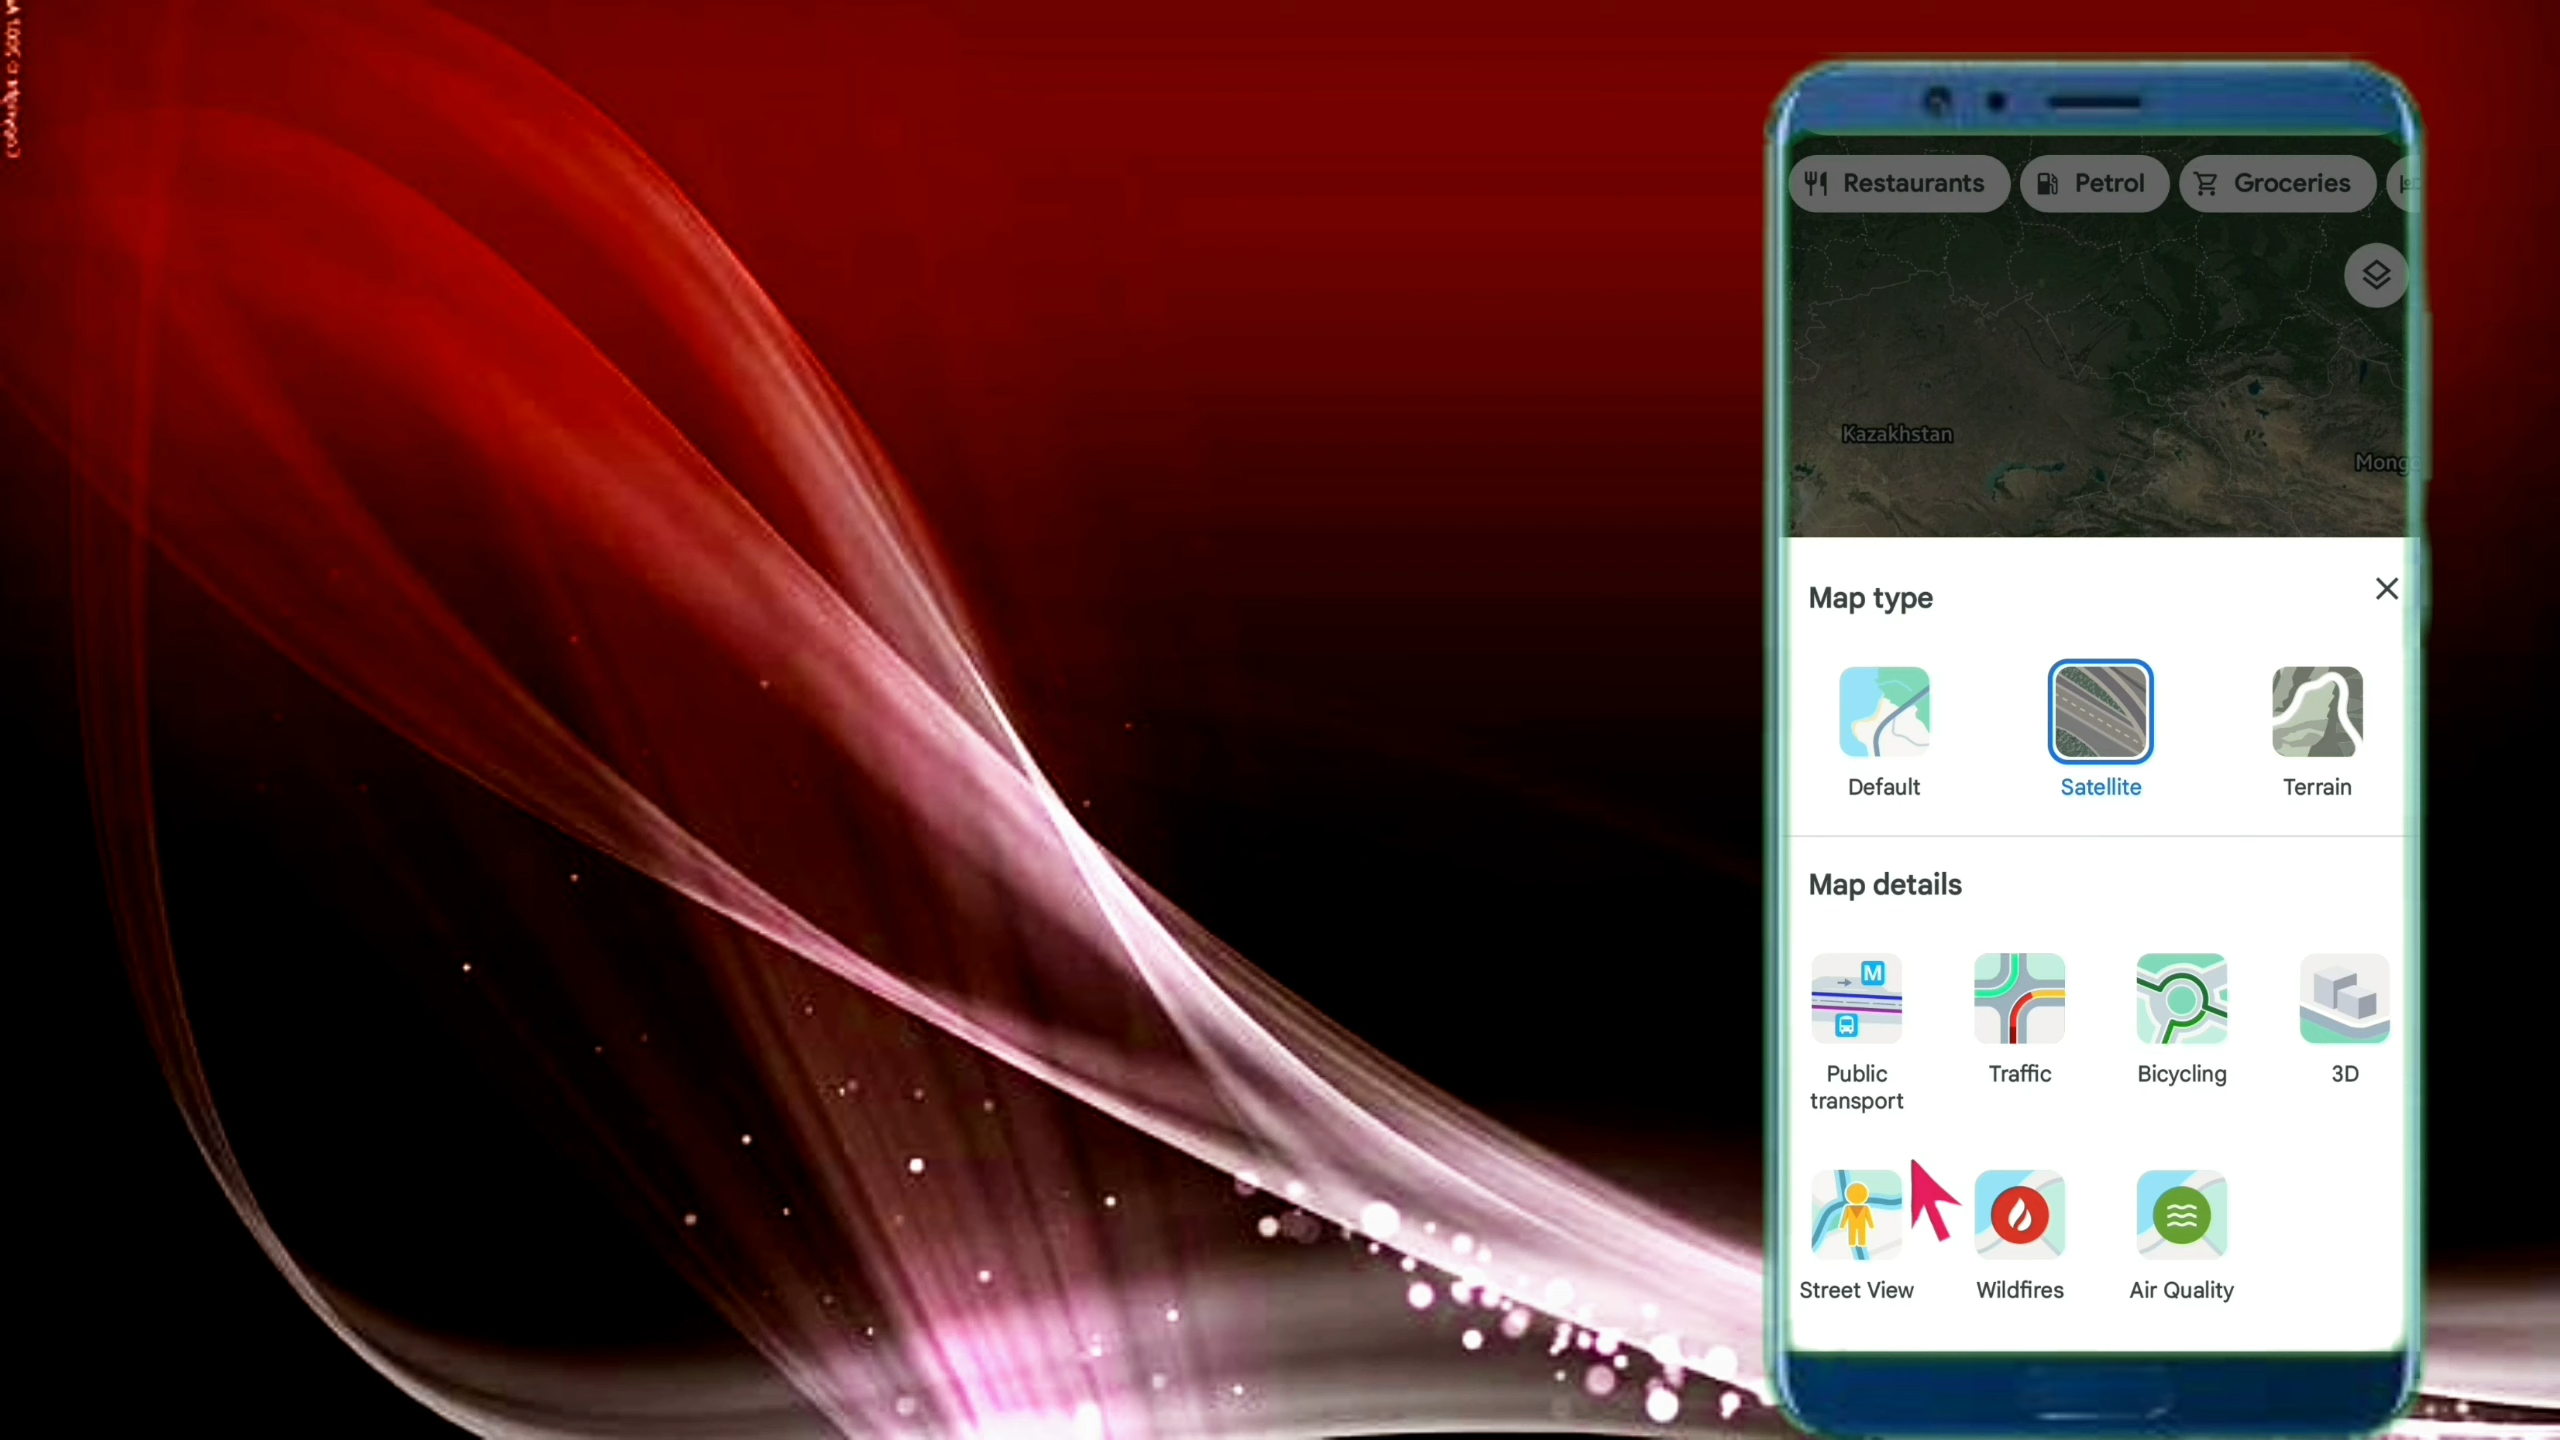 Restaurants
Petrol
Groceries
Kazakhstan
Mong
Map type
Default
Satellite
Terrain
Map details
M
Public
transport
Traffic
Bicycling
3D
Street View
Wildfires
Air Quality